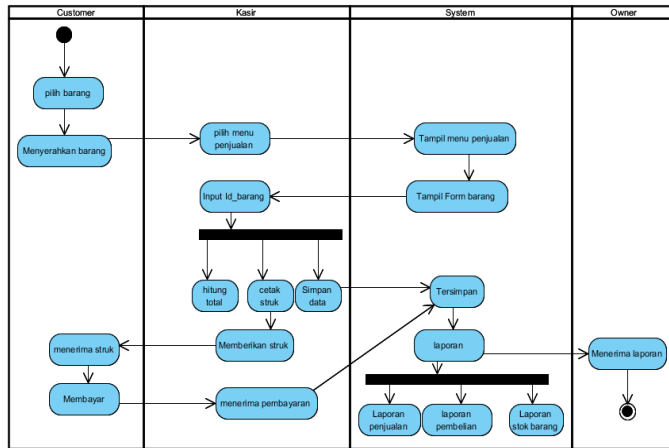 Customer
Kasir
System
Owner
pilih barang
Menyerahkan barang
pilih menu
penjualan
Tampil menu penjualan
Input Id_barang
Tampil Form barang
hitung
total
cetak
struk
Simpan
data
Tersimpan
menerima struk
Memberikan struk
laporan
Menerima laporan
Membayar
menerima pembayaran
Laporan
penjualan
laporan
pembelian
Laporan
stok barang